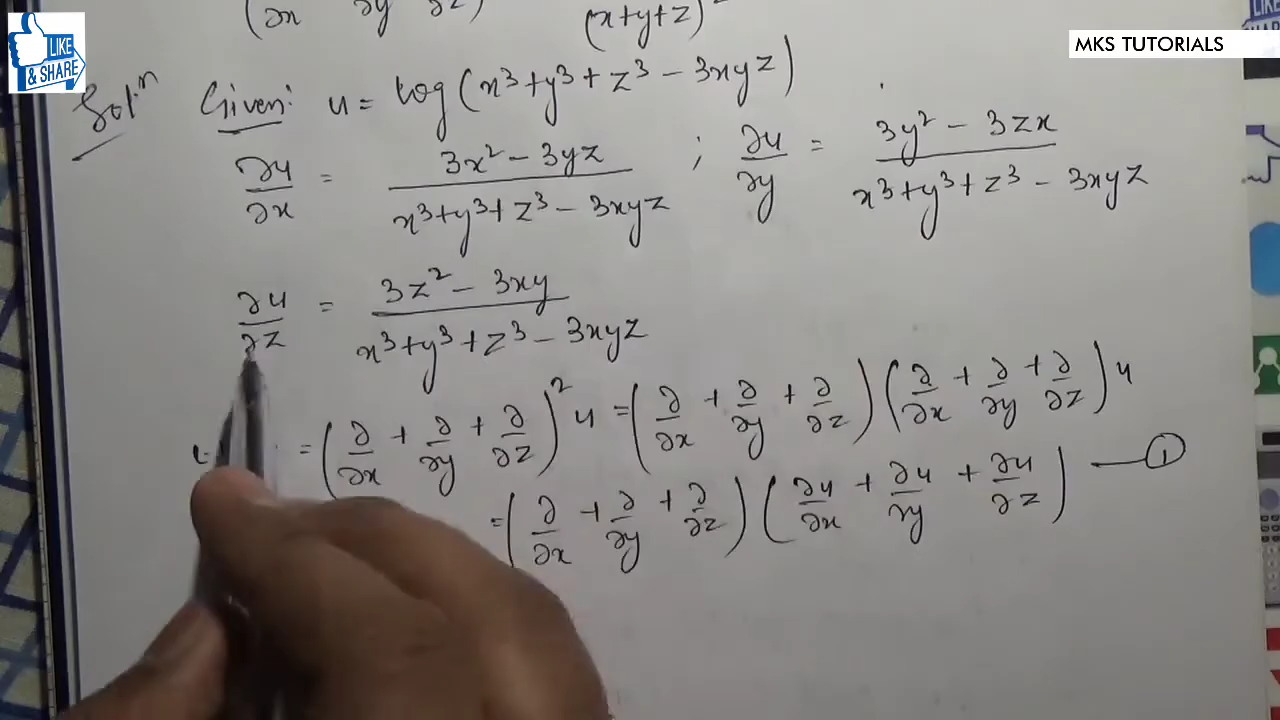 LIKE & SHARE
MKS TUTORIALS
∂x ∂y ∂z) (x+y+z)
Solⁿ Given: u = log(x³+y³+z³-3xyz)
∂u/∂x = 3x²-3yz / x³+y³+z³-3xyz ; ∂u/∂y = 3y²-3zx / x³+y³+z³-3xyz
∂u/∂z = 3z²-3xy / x³+y³+z³-3xyz
= (∂/∂x + ∂/∂y + ∂/∂z)² u = (∂/∂x + ∂/∂y + ∂/∂z)(∂/∂x + ∂/∂y + ∂/∂z)u
= (∂/∂x + ∂/∂y + ∂/∂z)(∂u/∂x + ∂u/∂y + ∂u/∂z) — ①